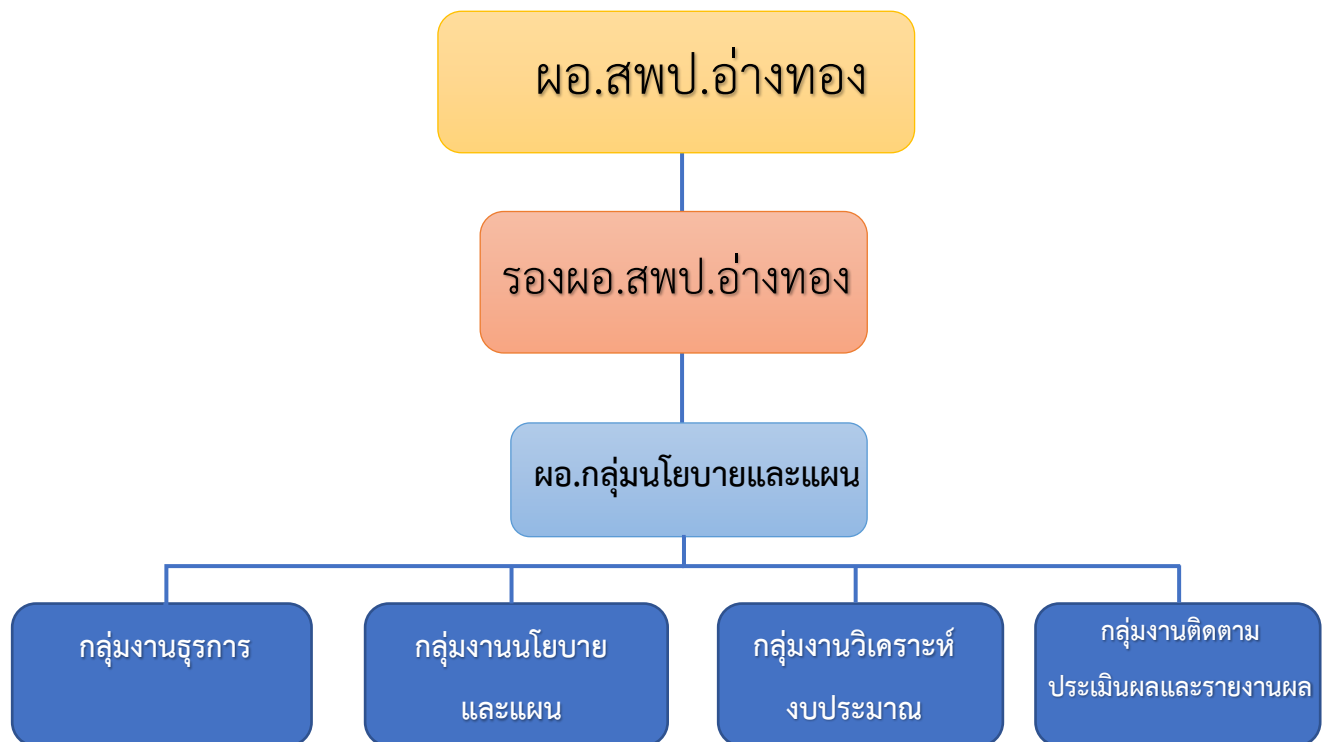 ผอ.สพป.อ่างทอง
รองผอ.สพป.อ่างทอง
ผอ.กลุ่มนโยบายและแผน
กลุ่มงานธุรการ
กลุ่มงานนโยบาย
และแผน
กลุ่มงานวิเคราะห์
งบประมาณ
กลุ่มงานติดตาม
ประเมินผลและรายงานผล